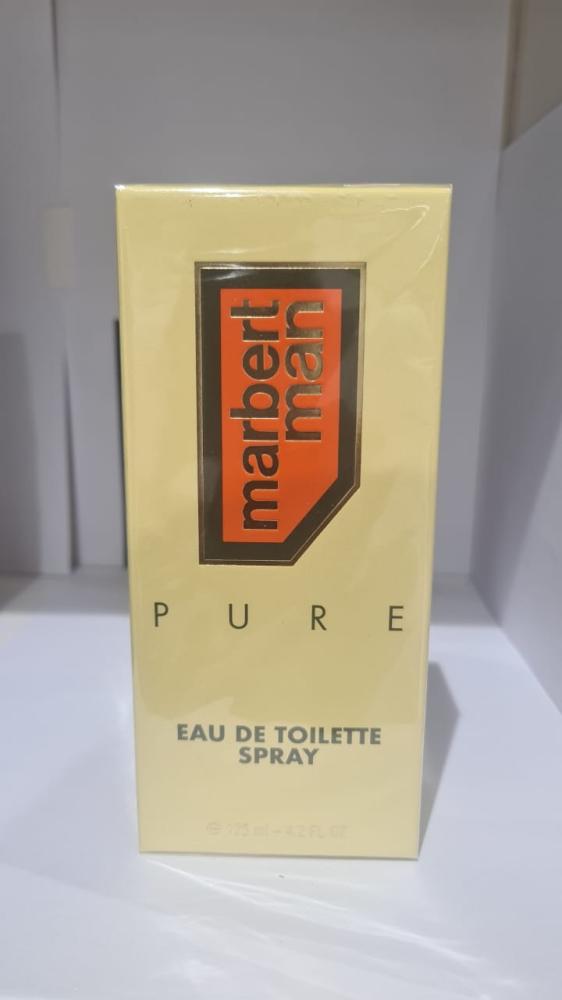 marbert
man
PURE
EAU DE TOILETTE
SPRAY
℮ 125 ml – 4.2 FL OZ